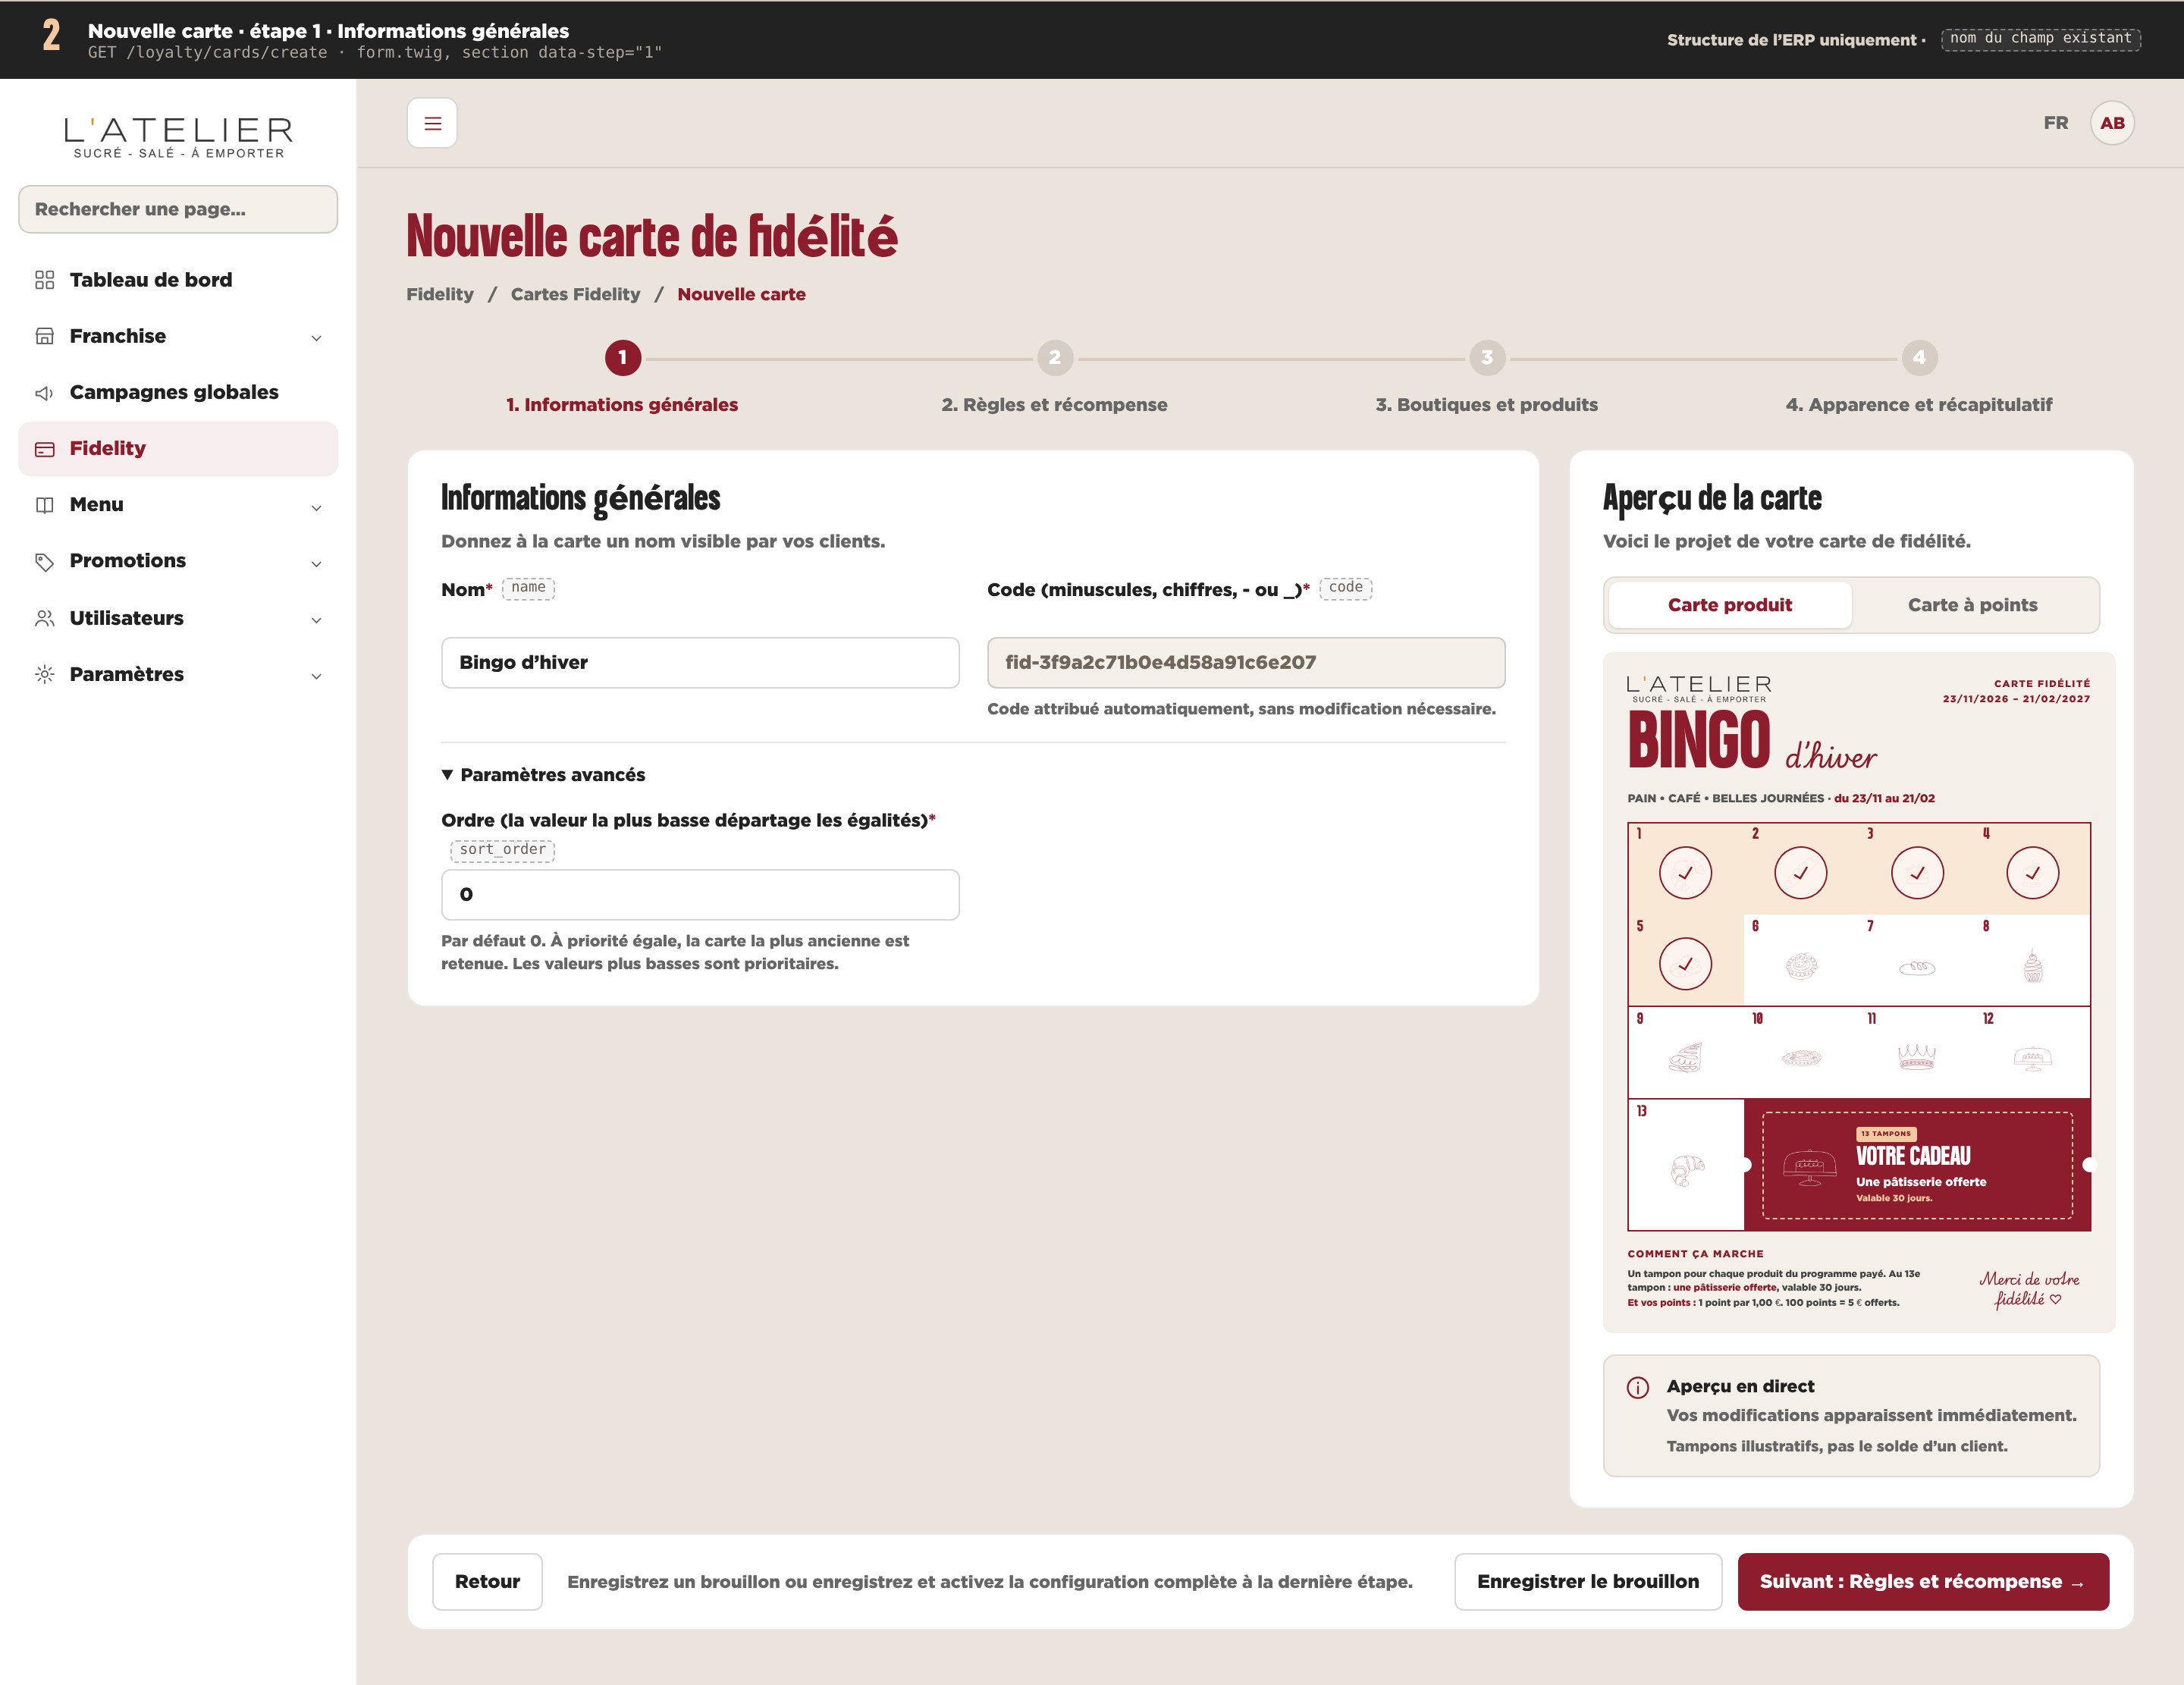 2
Nouvelle carte · étape 1 · Informations générales
GET /loyalty/cards/create · form.twig, section data-step="1"
Structure de l’ERP uniquement · nom du champ existant
L'ATELIER
SUCRÉ - SALÉ - Á EMPORTER
Rechercher une page...
Tableau de bord
Franchise
Campagnes globales
Fidelity
Menu
Promotions
Utilisateurs
Paramètres
FR
AB
Nouvelle carte de fidélité
Fidelity / Cartes Fidelity / Nouvelle carte
1
2
3
4
1. Informations générales
2. Règles et récompense
3. Boutiques et produits
4. Apparence et récapitulatif
Informations générales
Donnez à la carte un nom visible par vos clients.
Nom* name
Code (minuscules, chiffres, - ou _)* code
Bingo d’hiver
fid-3f9a2c71b0e4d58a91c6e207
Code attribué automatiquement, sans modification nécessaire.
▼ Paramètres avancés
Ordre (la valeur la plus basse départage les égalités)*
sort_order
0
Par défaut 0. À priorité égale, la carte la plus ancienne est
retenue. Les valeurs plus basses sont prioritaires.
Aperçu de la carte
Voici le projet de votre carte de fidélité.
Carte produit
Carte à points
L'ATELIER
SUCRÉ - SALÉ - Á EMPORTER
CARTE FIDÉLITÉ
23/11/2026 – 21/02/2027
BINGO d’hiver
PAIN • CAFÉ • BELLES JOURNÉES · du 23/11 au 21/02
1 2 3 4
5 6 7 8
9 10 11 12
13
13 TAMPONS
VOTRE CADEAU
Une pâtisserie offerte
Valable 30 jours.
COMMENT ÇA MARCHE
Un tampon pour chaque produit du programme payé. Au 13e
tampon : une pâtisserie offerte, valable 30 jours.
Et vos points : 1 point par 1,00 €. 100 points = 5 € offerts.
Merci de votre
fidélité ♡
Aperçu en direct
Vos modifications apparaissent immédiatement.
Tampons illustratifs, pas le solde d’un client.
Retour
Enregistrez un brouillon ou enregistrez et activez la configuration complète à la dernière étape.
Enregistrer le brouillon
Suivant : Règles et récompense →